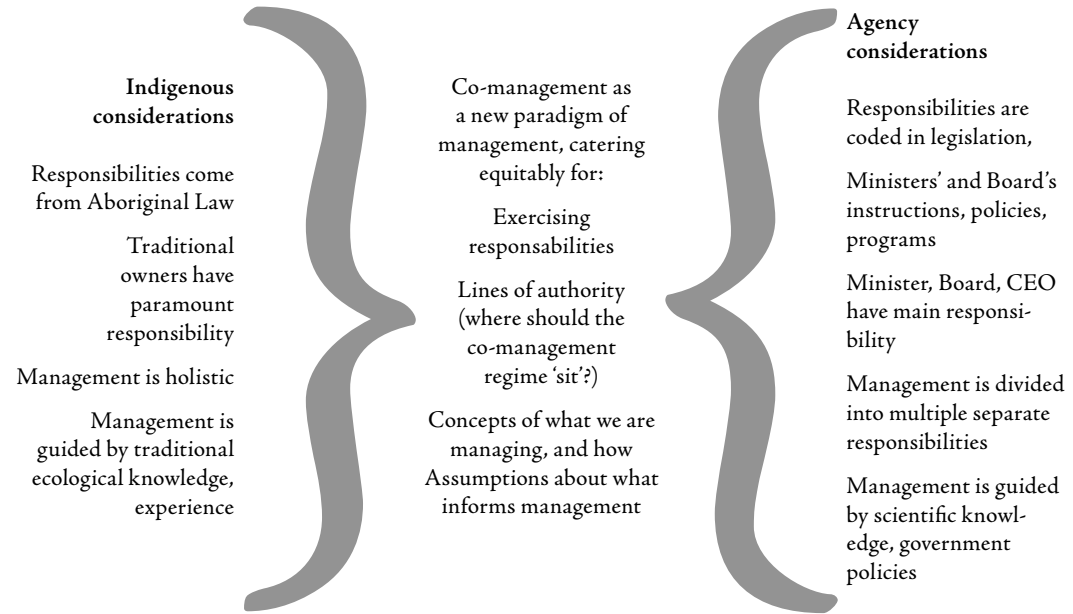 Indigenous
considerations
Responsibilities come
from Aboriginal Law
Traditional
owners have
paramount
responsibility
Management is holistic
Management is
guided by traditional
ecological knowledge,
experience
Co-management as
a new paradigm of
management, catering
equitably for:
Exercising
responsabilities
Lines of authority
(where should the
co-management
regime ‘sit’?)
Concepts of what we are
managing, and how
Assumptions about what
informs management
Agency
considerations
Responsibilities are
coded in legislation,
Ministers’ and Board’s
instructions, policies,
programs
Minister, Board, CEO
have main responsi-
bility
Management is divided
into multiple separate
responsibilities
Management is guided
by scientific knowl-
edge, government
policies